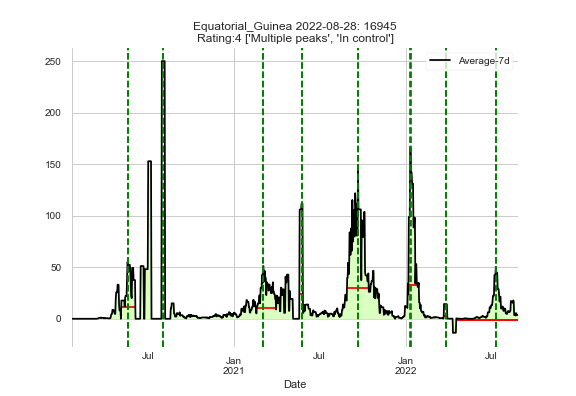 Equatorial_Guinea 2022-08-28: 16945
Rating:4 ['Multiple peaks', 'In control']
Average-7d
250
200
150
100
50
0
Jul
Jan
2021
Jul
Jan
2022
Jul
Date